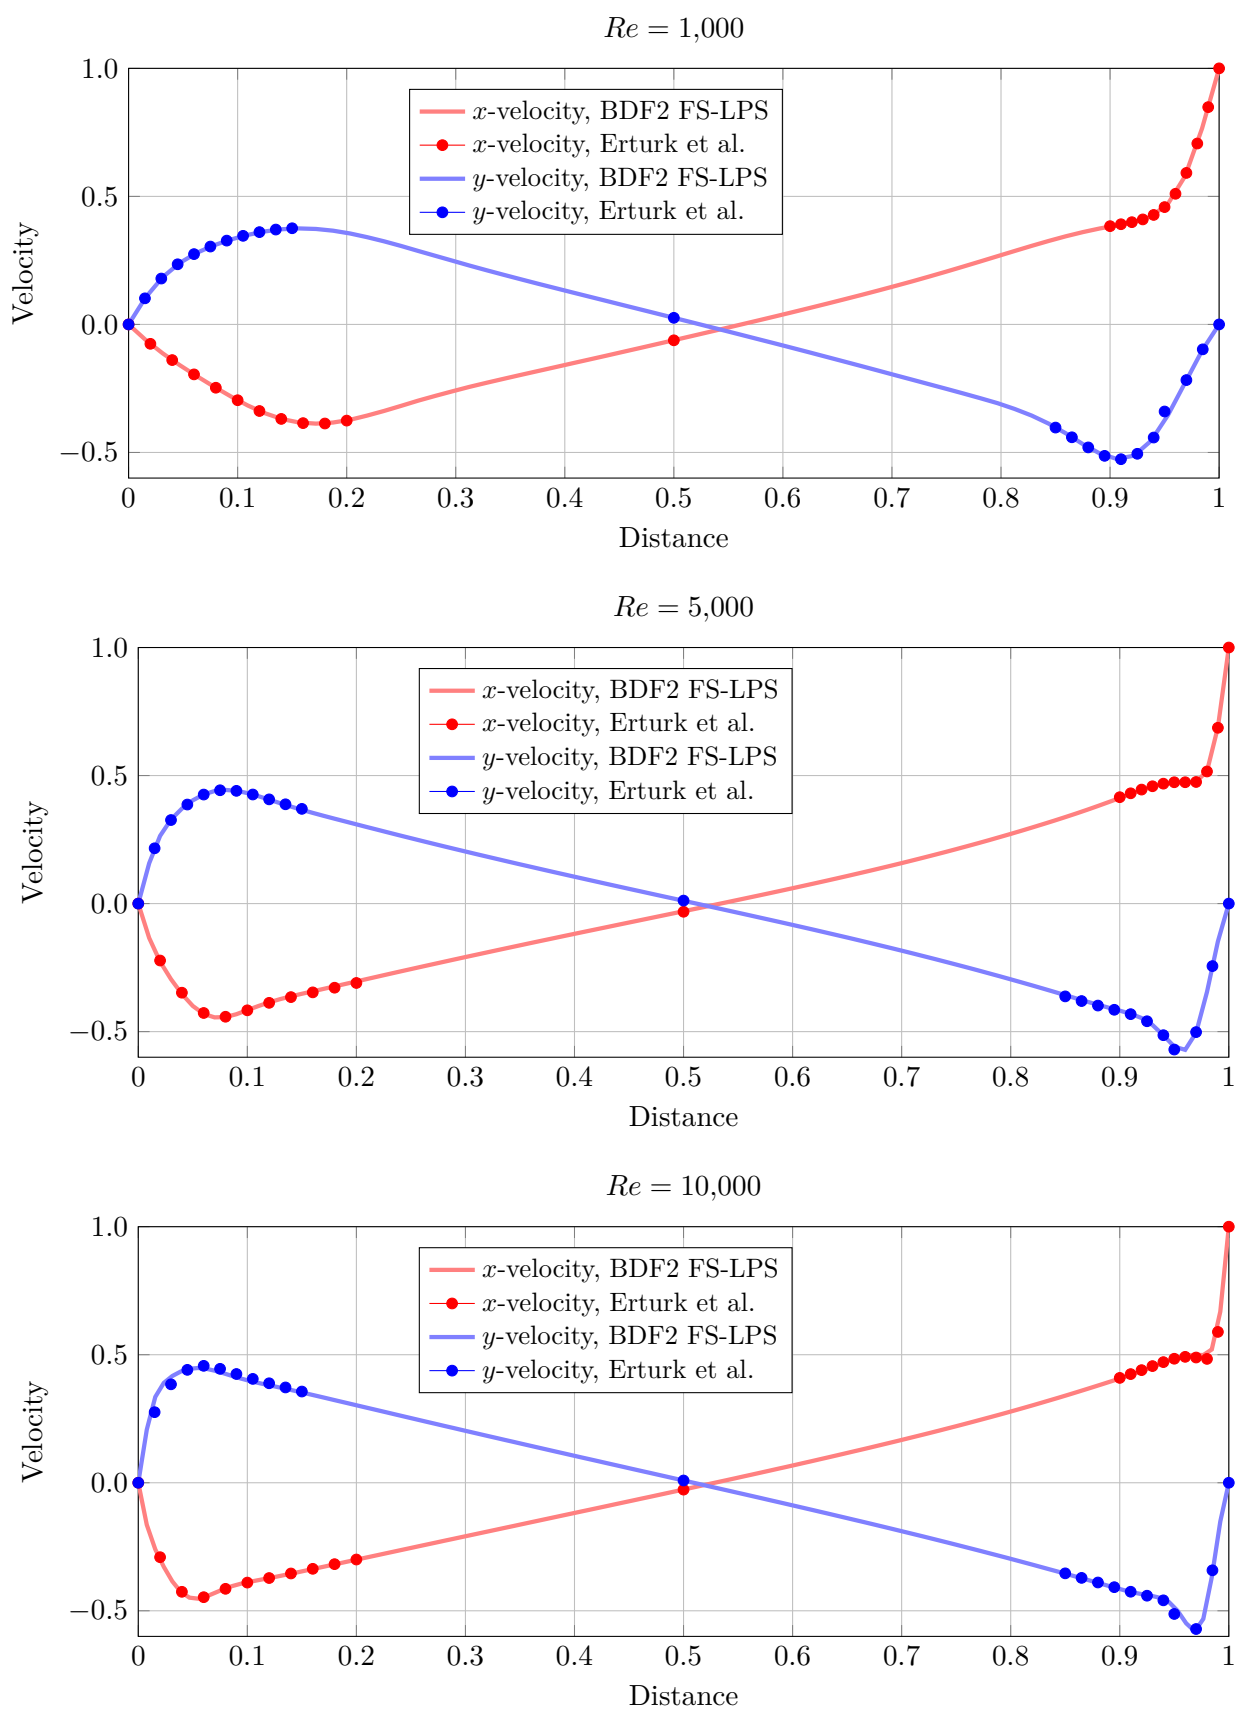 Re = 1,000
1.0
0.5
0.0
−0.5
Velocity
x-velocity, BDF2 FS-LPS
x-velocity, Erturk et al.
y-velocity, BDF2 FS-LPS
y-velocity, Erturk et al.
0 0.1 0.2 0.3 0.4 0.5 0.6 0.7 0.8 0.9 1
Distance
Re = 5,000
1.0
0.5
0.0
−0.5
Velocity
x-velocity, BDF2 FS-LPS
x-velocity, Erturk et al.
y-velocity, BDF2 FS-LPS
y-velocity, Erturk et al.
0 0.1 0.2 0.3 0.4 0.5 0.6 0.7 0.8 0.9 1
Distance
Re = 10,000
1.0
0.5
0.0
−0.5
Velocity
x-velocity, BDF2 FS-LPS
x-velocity, Erturk et al.
y-velocity, BDF2 FS-LPS
y-velocity, Erturk et al.
0 0.1 0.2 0.3 0.4 0.5 0.6 0.7 0.8 0.9 1
Distance